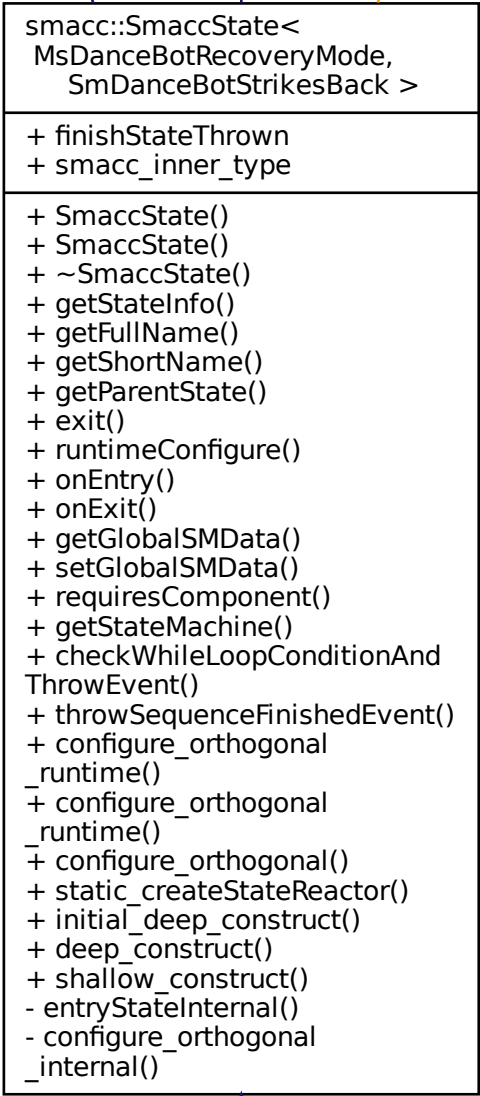 smacc::SmaccState<
MsDanceBotRecoveryMode,
SmDanceBotStrikesBack >
+ finishStateThrown
+ smacc_inner_type
+ SmaccState()
+ SmaccState()
+ ~SmaccState()
+ getStateInfo()
+ getFullName()
+ getShortName()
+ getParentState()
+ exit()
+ runtimeConfigure()
+ onEntry()
+ onExit()
+ getGlobalSMData()
+ setGlobalSMData()
+ requiresComponent()
+ getStateMachine()
+ checkWhileLoopConditionAnd
ThrowEvent()
+ throwSequenceFinishedEvent()
+ configure_orthogonal
_runtime()
+ configure_orthogonal
_runtime()
+ configure_orthogonal()
+ static_createStateReactor()
+ initial_deep_construct()
+ deep_construct()
+ shallow_construct()
- entryStateInternal()
- configure_orthogonal
_internal()